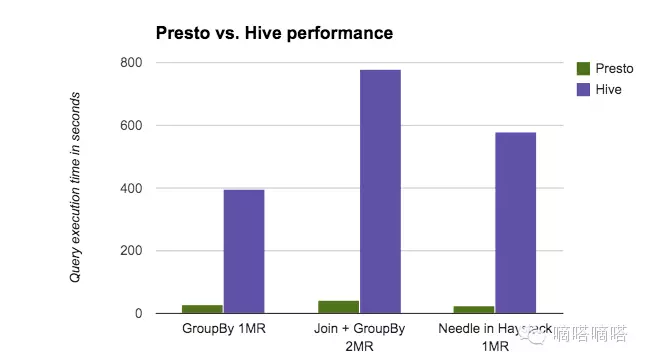 Presto vs. Hive performance
Presto
Hive
Query execution time in seconds
800
600
400
200
0
GroupBy 1MR
Join + GroupBy
2MR
Needle in Haystack
1MR
嘀嗒嘀嗒